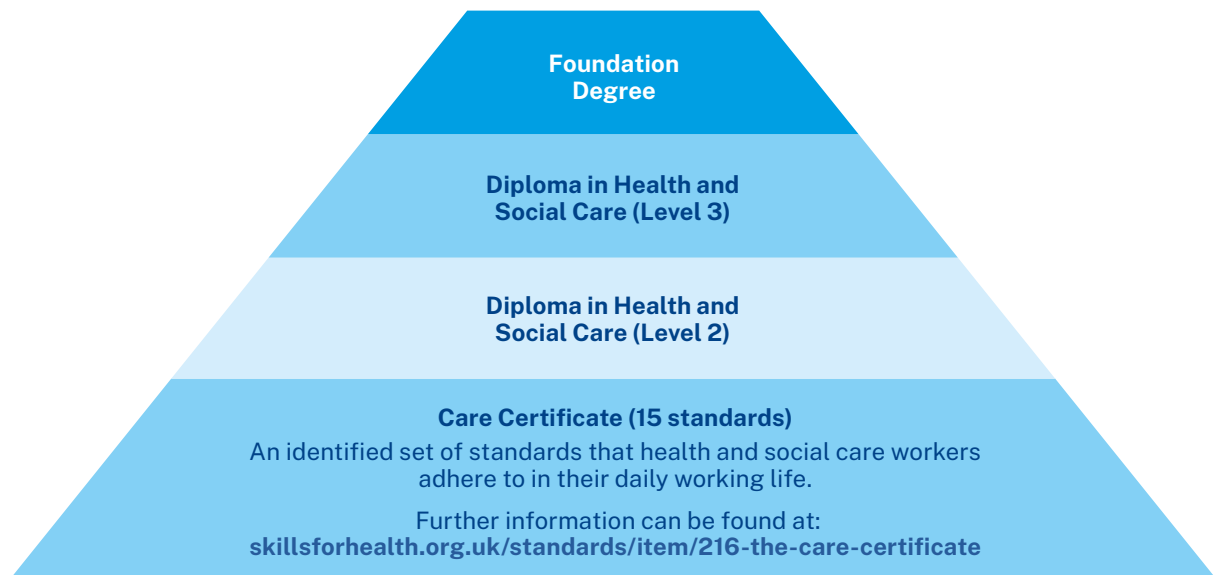 Foundation
Degree
Diploma in Health and
Social Care (Level 3)
Diploma in Health and
Social Care (Level 2)
Care Certificate (15 standards)
An identified set of standards that health and social care workers
adhere to in their daily working life.
Further information can be found at:
skillsforhealth.org.uk/standards/item/216-the-care-certificate